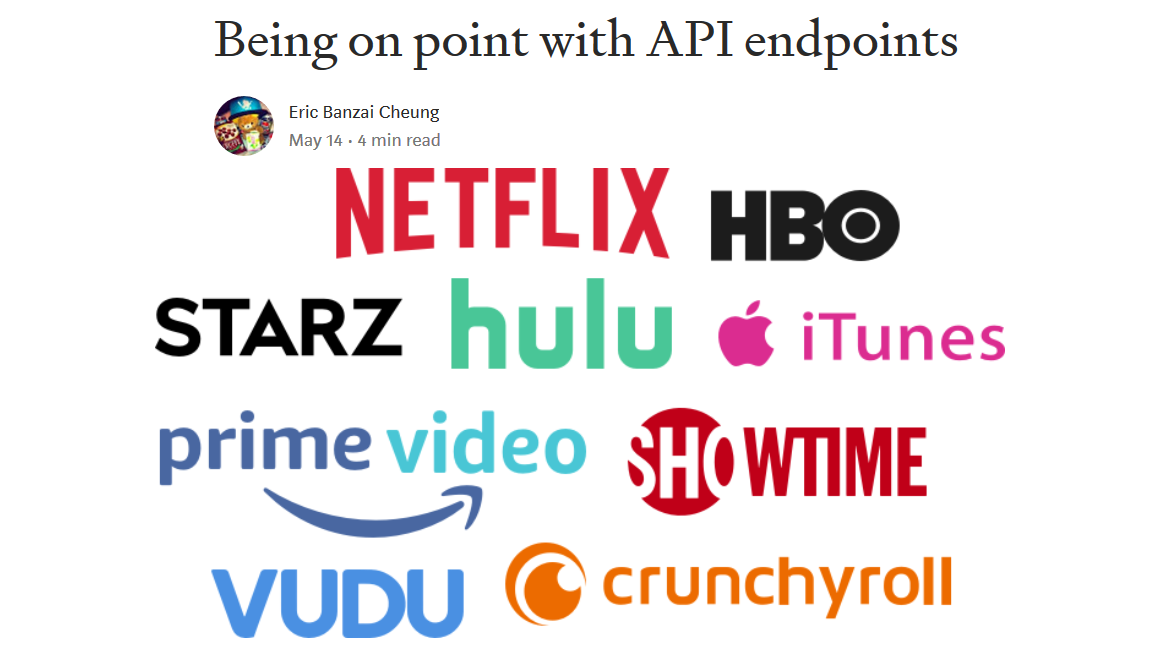 Being on point with API endpoints
Eric Banzai Cheung
May 14 · 4 min read
NETFLIX
HBO
STARZ
hulu
iTunes
prime video
SHOWTIME
VUDU
crunchyroll